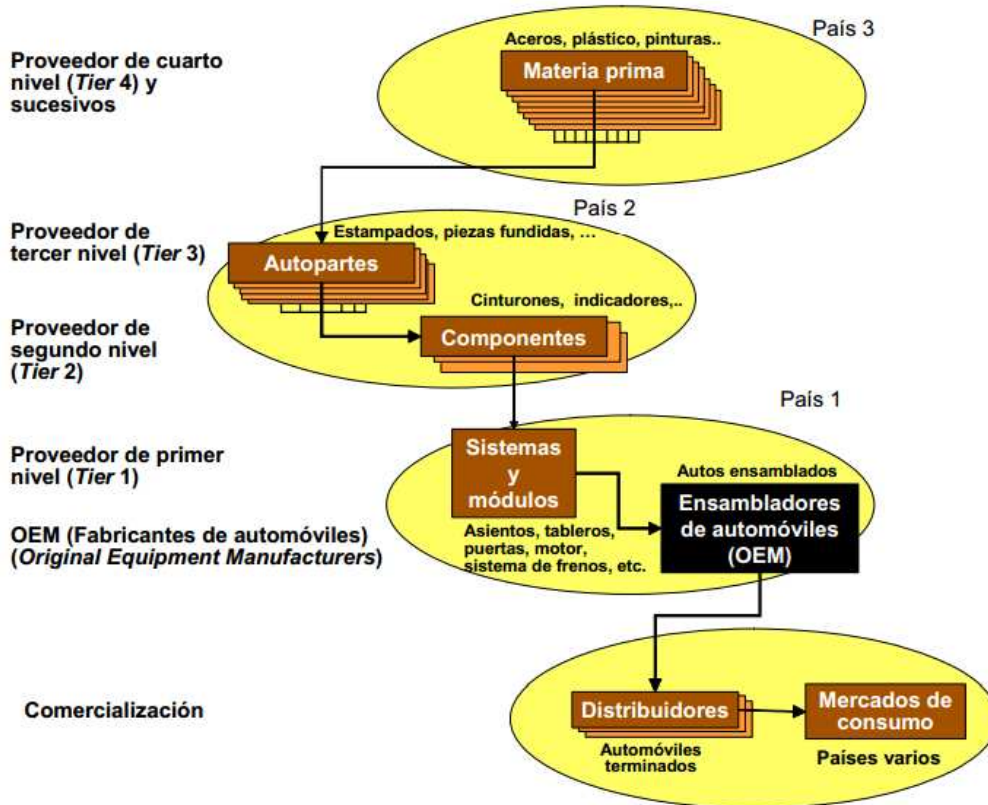 País 3
Aceros, plástico, pinturas..
Materia prima
Proveedor de cuarto
nivel (Tier 4) y
sucesivos
País 2
Proveedor de
tercer nivel (Tier 3)
Estampados, piezas fundidas, ...
Autopartes
Cinturones, indicadores,..
Componentes
Proveedor de
segundo nivel
(Tier 2)
País 1
Proveedor de primer
nivel (Tier 1)
Sistemas
y
módulos
Asientos, tableros,
puertas, motor,
sistema de frenos, etc.
Autos ensamblados
Ensambladores
de automóviles
(OEM)
OEM (Fabricantes de automóviles)
(Original Equipment Manufacturers)
Comercialización
Distribuidores
Automóviles
terminados
Mercados de
consumo
Países varios